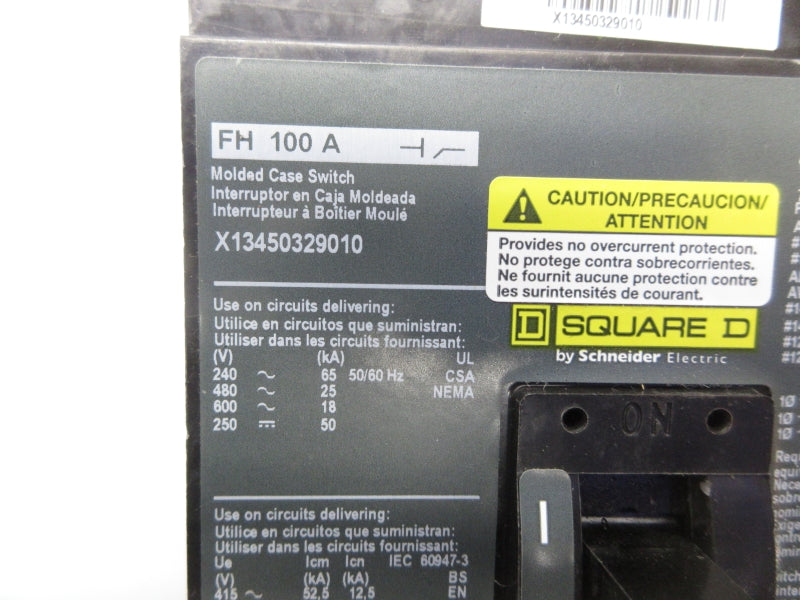 X13450329010
FH 100 A
Molded Case Switch
Interruptor en Caja Moldeada
Interrupteur à Boîtier Moulé
X13450329010
CAUTION/PRECAUCION/
ATTENTION
Provides no overcurrent protection.
No protege contra sobrecorrientes.
Ne fournit aucune protection contre
les surintensités de courant.
SQUARE D
by Schneider Electric
Use on circuits delivering:
Utilice en circuitos que suministran:
Utiliser dans les circuits fournissant:
(V) (kA) UL
240 ~ 65 50/60 Hz CSA
480 ~ 25 NEMA
600 ~ 18
250 ⎓ 50
ON
Use on circuits delivering:
Utilice en circuitos que suministran:
Utiliser dans les circuits fournissant:
Ue Icm Icn IEC 60947-3
(V) (kA) (kA) BS
415 ~ 52,5 12,5 EN